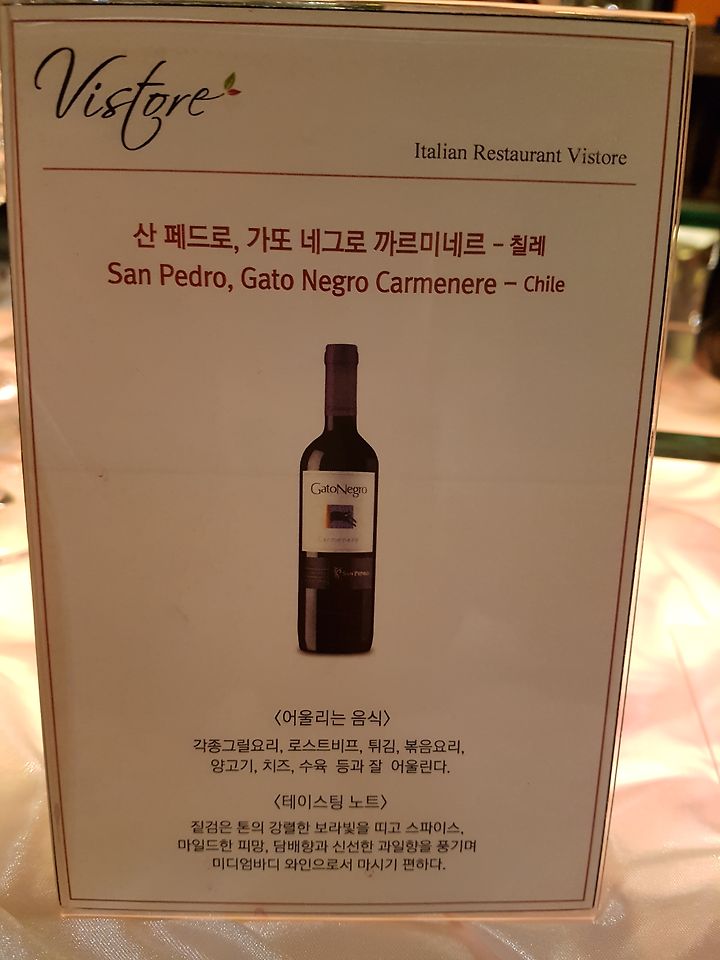 Vistore
Italian Restaurant Vistore
산 페드로, 가또 네그로 까르미네르 – 칠레
San Pedro, Gato Negro Carmenere – Chile
GatoNegro
Carmenere
SAN PEDRO
〈어울리는 음식〉
각종그릴요리, 로스트비프, 튀김, 볶음요리,
양고기, 치즈, 수육 등과 잘 어울린다.
〈테이스팅 노트〉
짙검은 톤의 강렬한 보라빛을 띠고 스파이스,
마일드한 피망, 담배향과 신선한 과일향을 풍기며
미디엄바디 와인으로서 마시기 편하다.